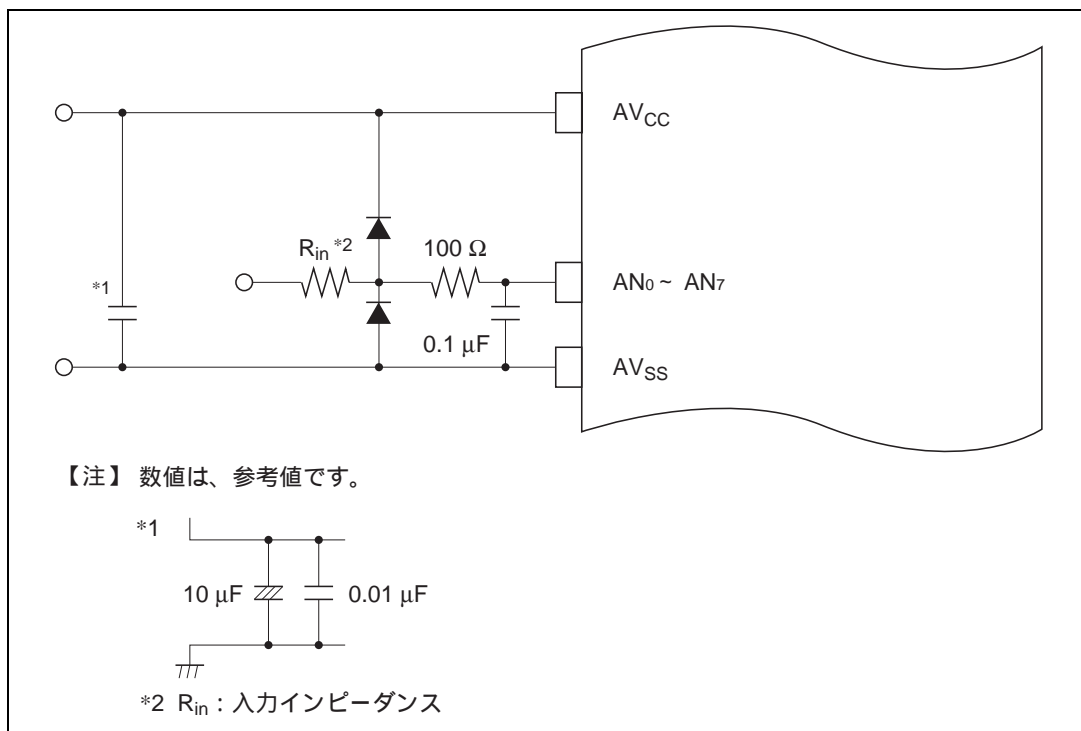 AVCC
Rin *2
100 Ω
*1
AN0 ~ AN7
0.1 μF
AVSS
【注】 数値は、参考値です。
*1
10 μF
0.01 μF
*2 Rin : 入力インピーダンス